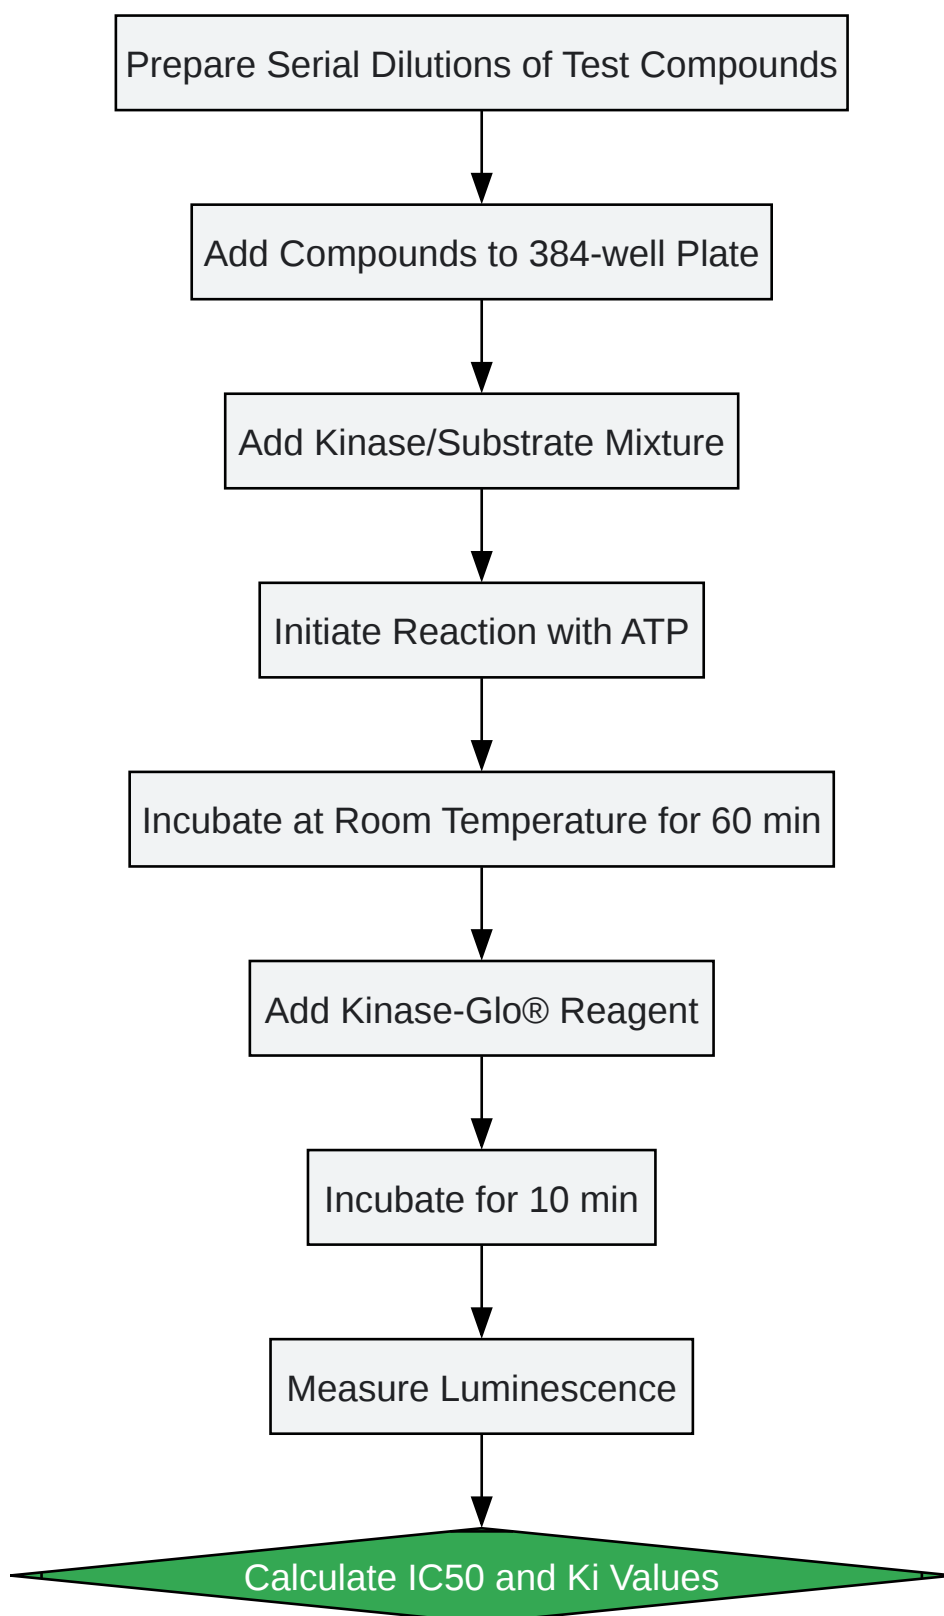 Prepare Serial Dilutions of Test Compounds
Add Compounds to 384-well Plate
Add Kinase/Substrate Mixture
Initiate Reaction with ATP
Incubate at Room Temperature for 60 min
Add Kinase-Glo® Reagent
Incubate for 10 min
Measure Luminescence
Calculate IC50 and Ki Values